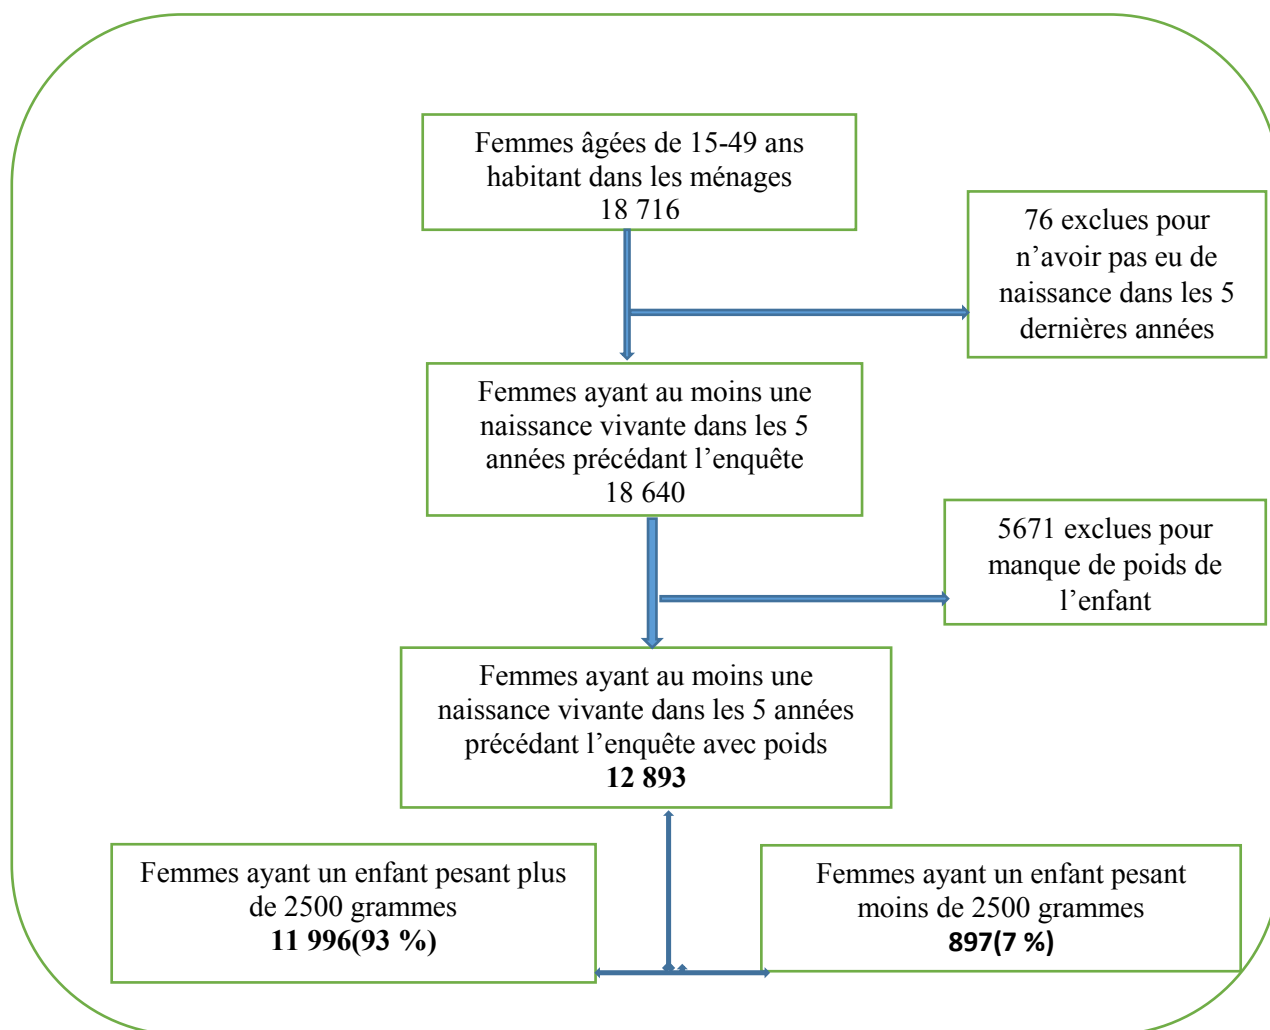 Femmes âgées de 15-49 ans
habitant dans les ménages
18 716
76 exclues pour
n’avoir pas eu de
naissance dans les 5
dernières années
Femmes ayant au moins une
naissance vivante dans les 5
années précédant l’enquête
18 640
5671 exclues pour
manque de poids de
l’enfant
Femmes ayant au moins une
naissance vivante dans les 5 années
précédant l’enquête avec poids
12 893
Femmes ayant un enfant pesant plus
de 2500 grammes
11 996(93 %)
Femmes ayant un enfant pesant
moins de 2500 grammes
897(7 %)